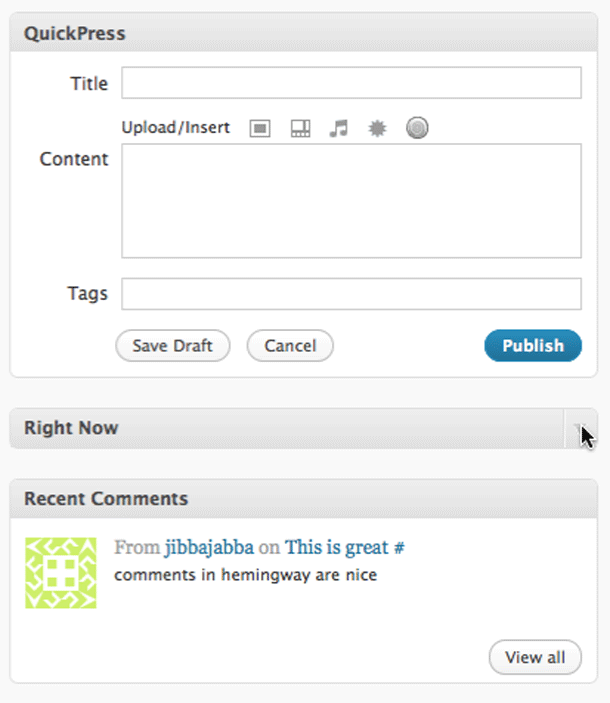 QuickPress
Title
Upload/Insert
Content
Tags
Save Draft Cancel Publish
Right Now
Recent Comments
From jibbajabba on This is great #
comments in hemingway are nice
View all